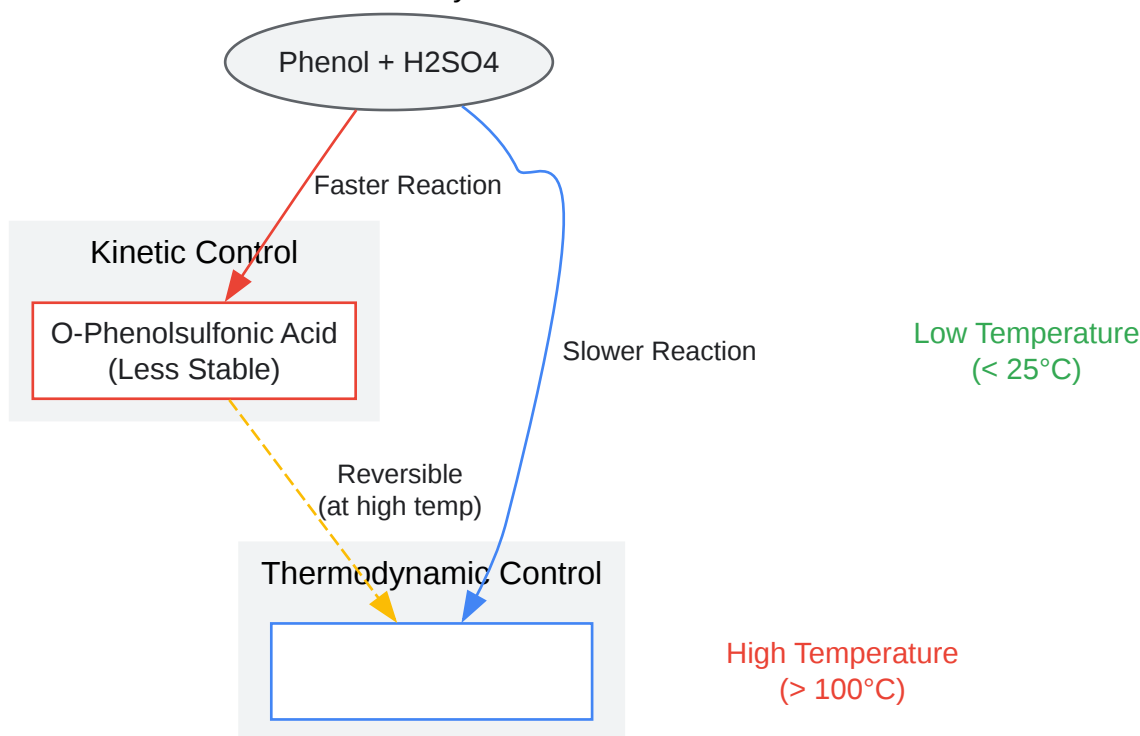 Phenol + H2SO4
Faster Reaction
Kinetic Control
O-Phenolsulfonic Acid
(Less Stable)
Slower Reaction
Low Temperature
(< 25°C)
Reversible
(at high temp)
Thermodynamic Control
High Temperature
(> 100°C)